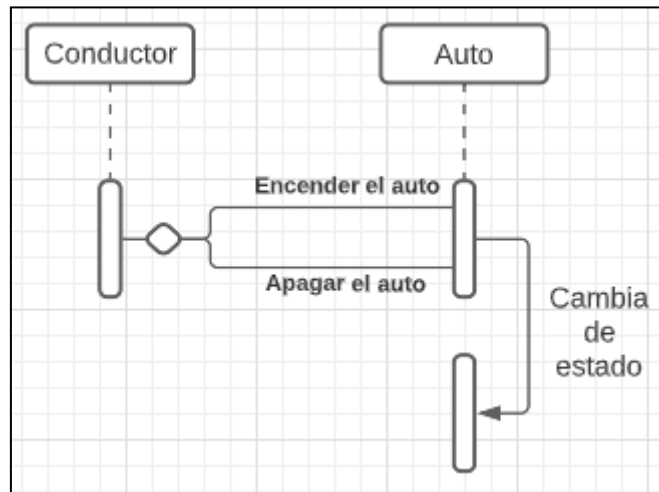 Conductor
Auto
Encender el auto
Apagar el auto
Cambia
de
estado